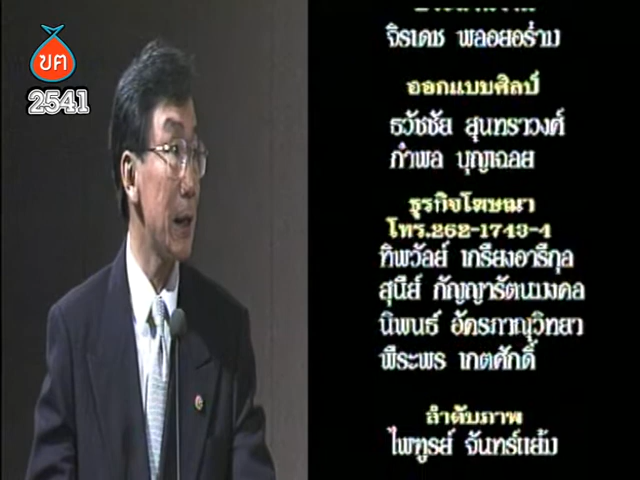 ขฅ
2541
จิรเดช พลอยอร่าม
ออกแบบศิลป์
ธวัชชัย สุนทราวงศ์
กำพล บุญเฉลย
ธุรกิจโฆษณา
โทร.262-1743-4
ทิพวัลย์ เกรียงอารีกุล
สุนีย์ กัญญารัตนมงคล
นิพนธ์ อัครภาณุวิทยา
พีระพร เกตศักดิ์
ลำดับภาพ
ไพฑูรย์ จันทร์แย้ม